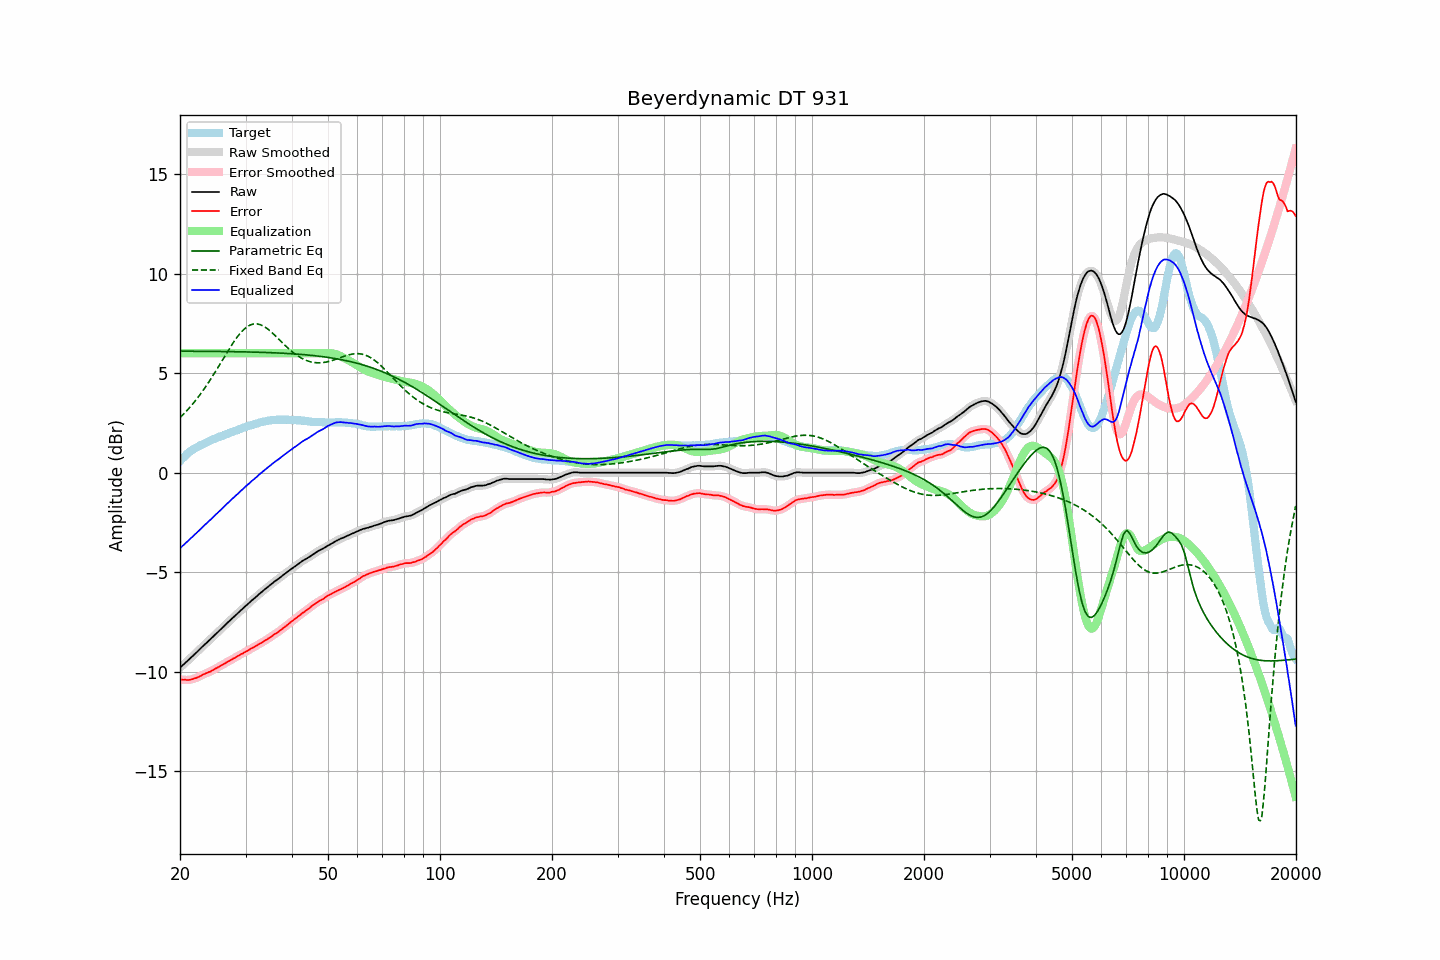 Beyerdynamic DT 931
Target
Raw Smoothed
Error Smoothed
Raw
Error
Equalization
Parametric Eq
Fixed Band Eq
Equalized
Amplitude (dBr)
15
10
5
0
−5
−10
−15
20
50
100
200
500
1000
2000
5000
10000
20000
Frequency (Hz)